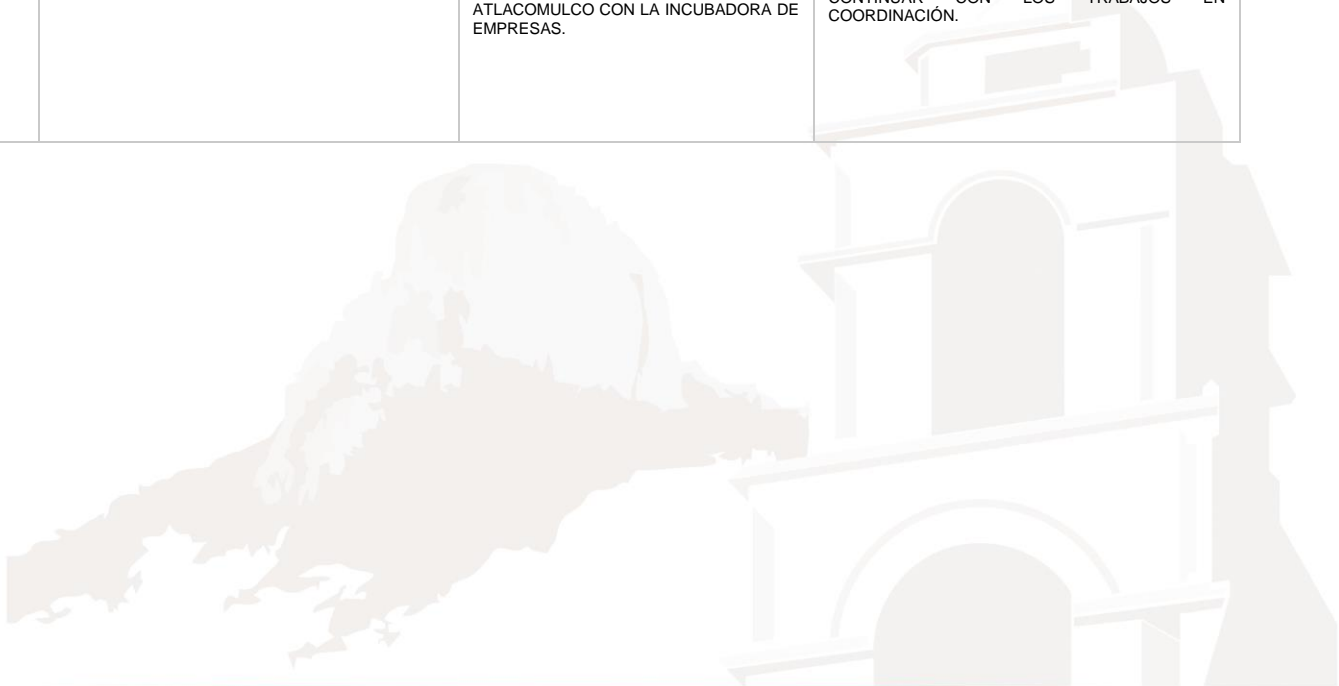 ATLACOMULCO CON LA INCUBADORA DE
EMPRESAS.
CONTINUAR CON LOS TRABAJOS EN
COORDINACIÓN.